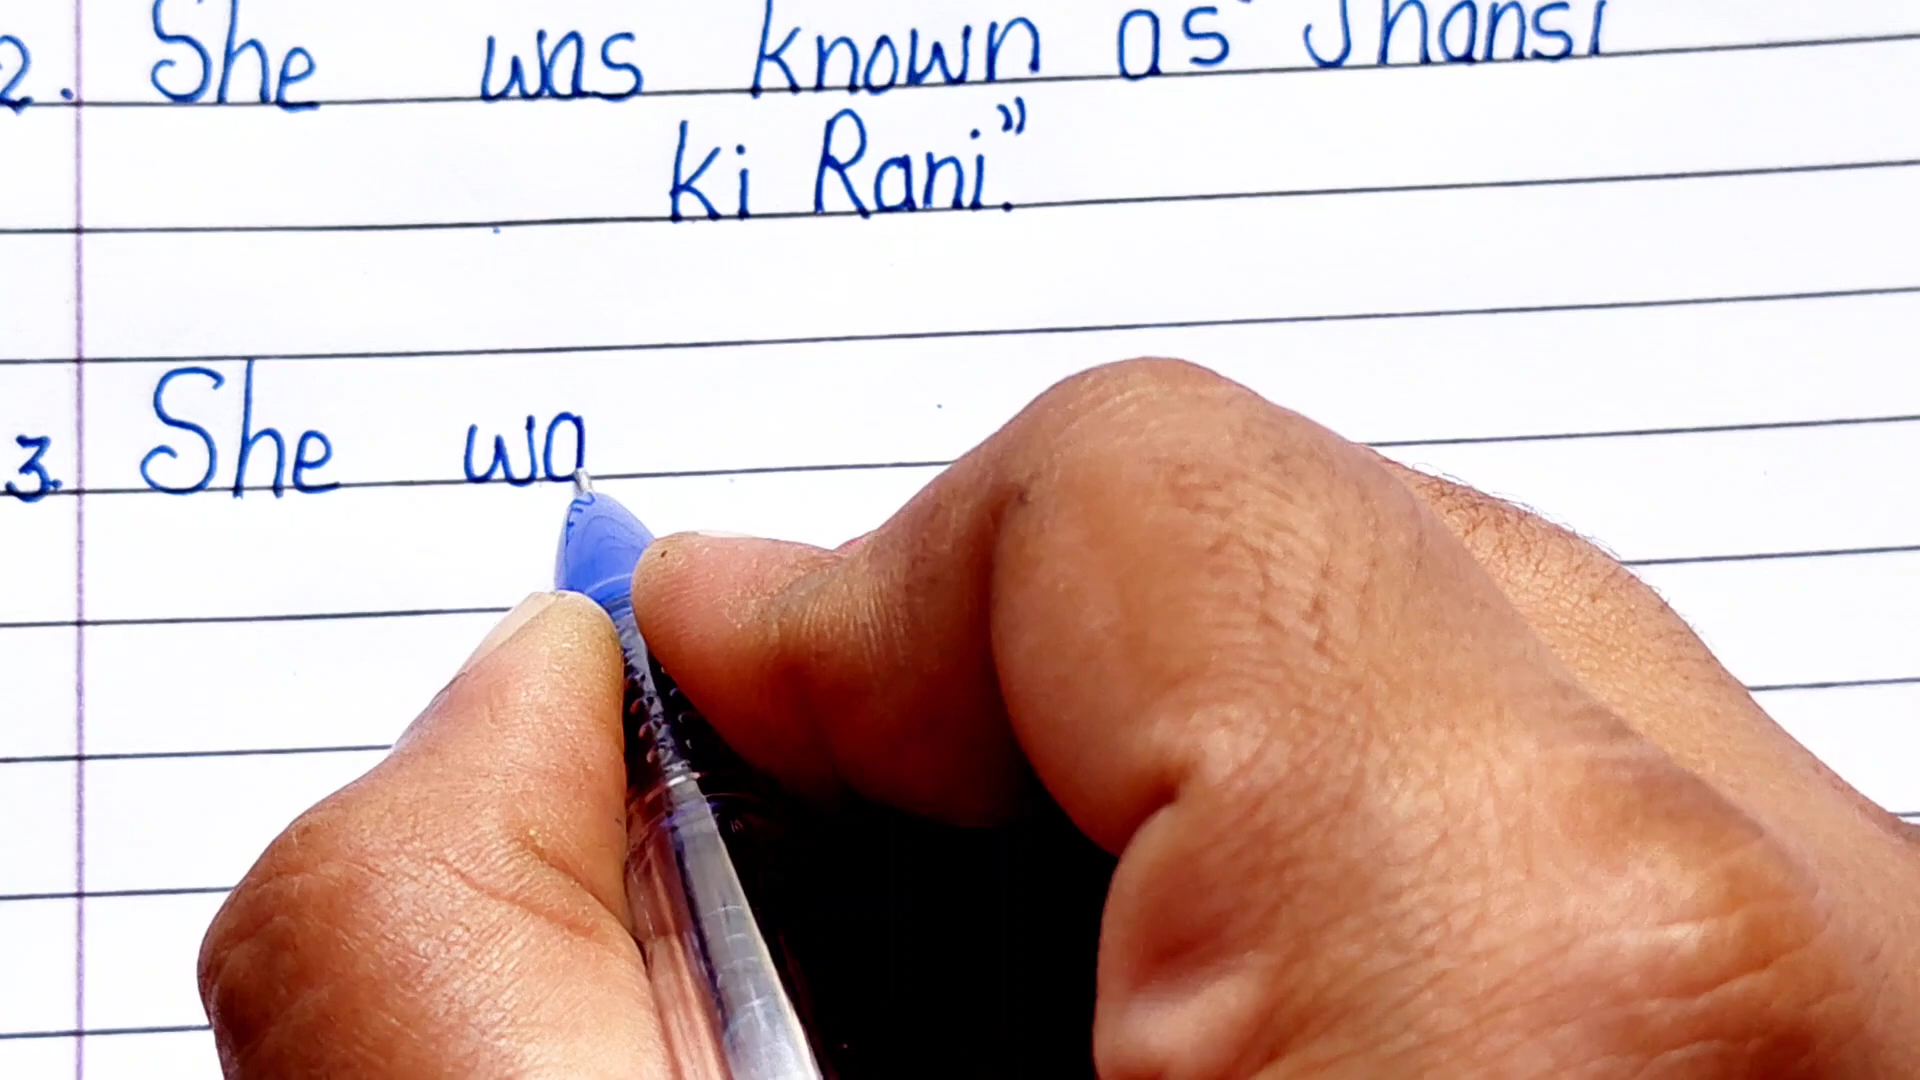 2. She was known as "Jhansi
ki Rani."
3. She wa